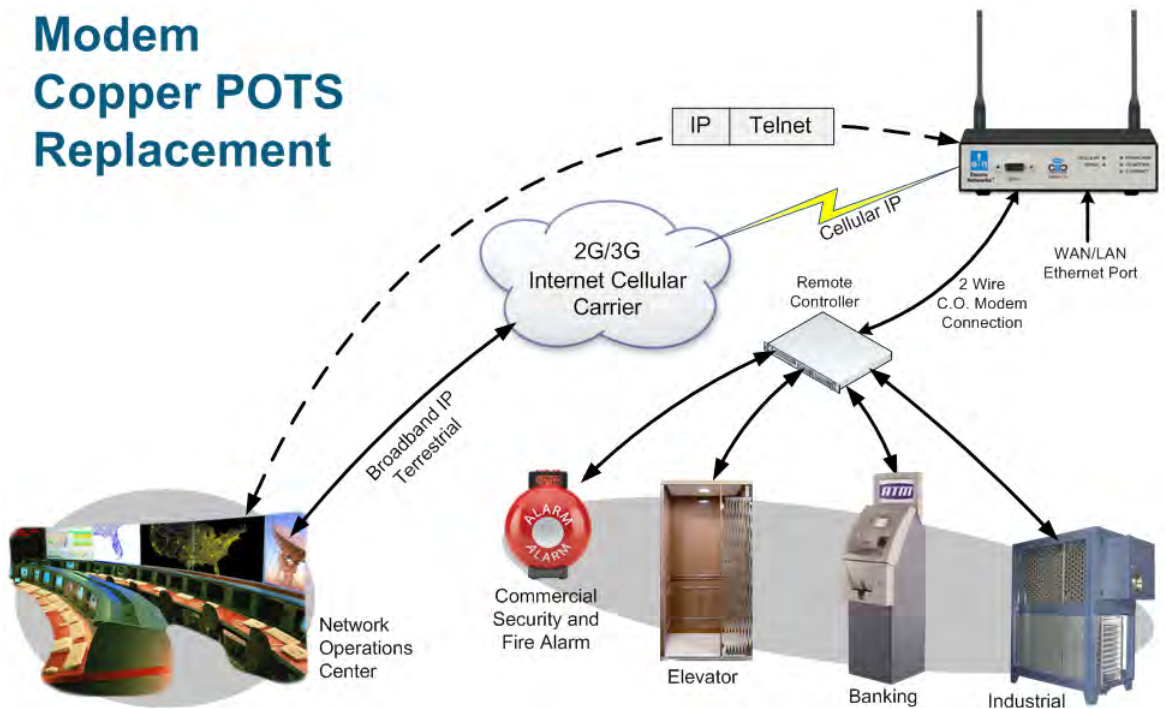 Modem
Copper POTS
Replacement
IP
Telnet
Cellular IP
2G/3G
Internet Cellular
Carrier
WAN/LAN
Ethernet Port
2 Wire
C.O. Modem
Connection
Remote
Controller
Broadband IP
Terrestrial
ALARM
ALARM
ATM
Network
Operations
Center
Commercial
Security and
Fire Alarm
Elevator
Banking
Industrial